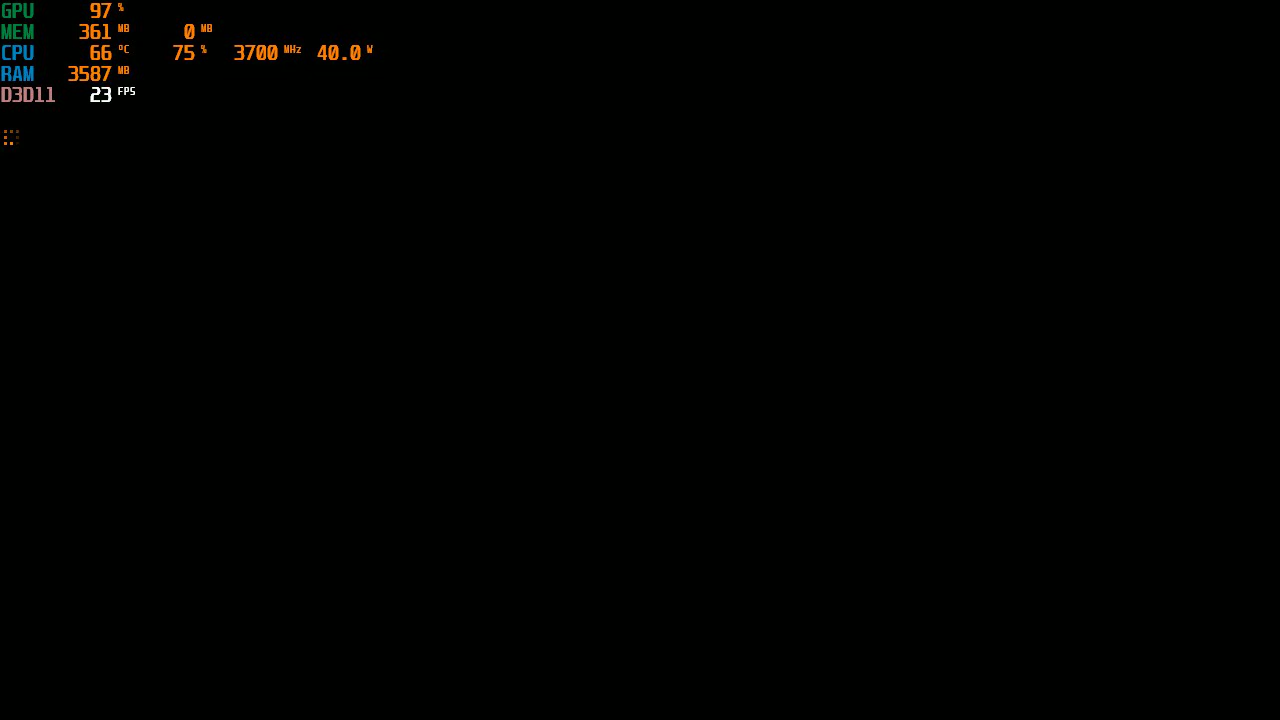 GPU 97 %
MEM 361 MB 0 MB
CPU 66 °C 75 % 3700 MHz 40.0 W
RAM 3587 MB
D3D11 23 FPS